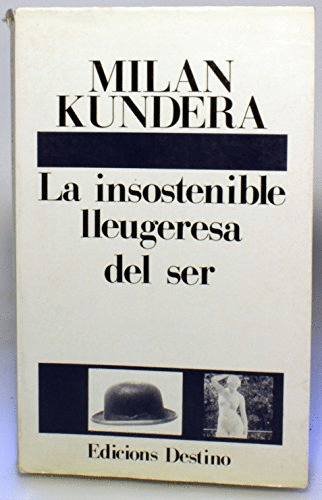 MILAN
KUNDERA
La insostenible
lleugeresa
del ser
Edicions Destino